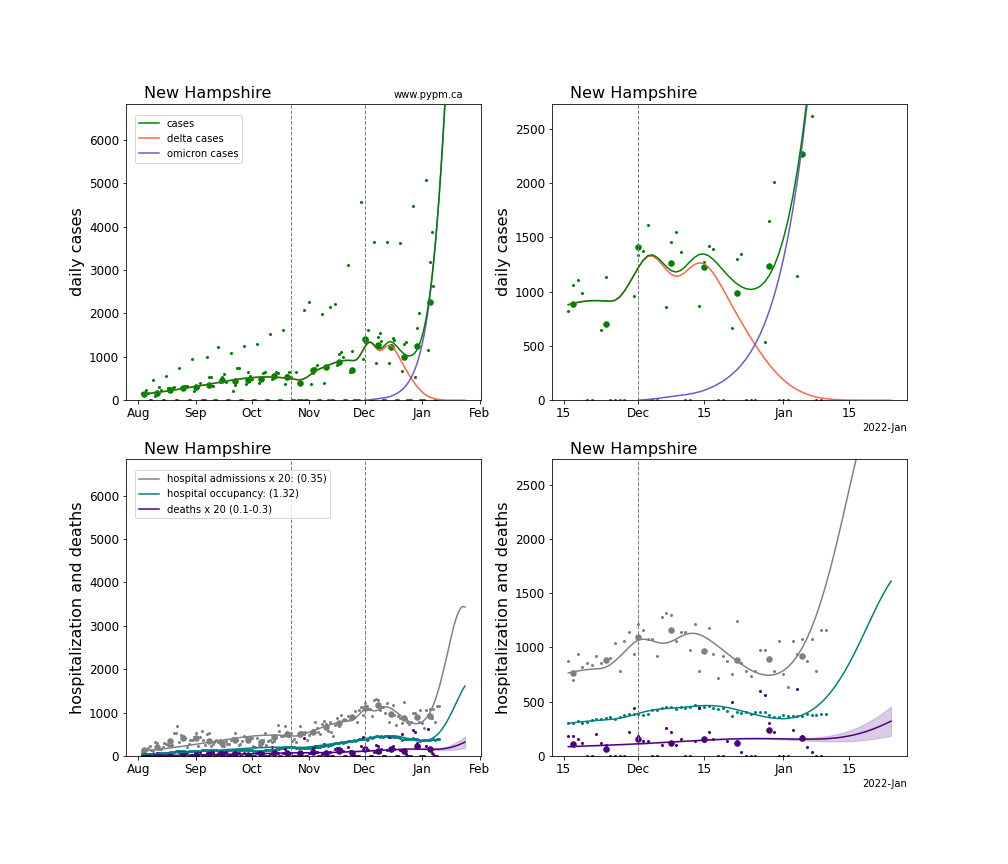 New Hampshire
www.pypm.ca
daily cases
6000
5000
4000
3000
2000
1000
0
cases
delta cases
omicron cases
Aug Sep Oct Nov Dec Jan Feb
New Hampshire
daily cases
2500
2000
1500
1000
500
0
15 Dec 15 Jan 15
2022-Jan
New Hampshire
hospitalization and deaths
6000
5000
4000
3000
2000
1000
0
hospital admissions x 20: (0.35)
hospital occupancy: (1.32)
deaths x 20 (0.1-0.3)
Aug Sep Oct Nov Dec Jan Feb
New Hampshire
hospitalization and deaths
2500
2000
1500
1000
500
0
15 Dec 15 Jan 15
2022-Jan